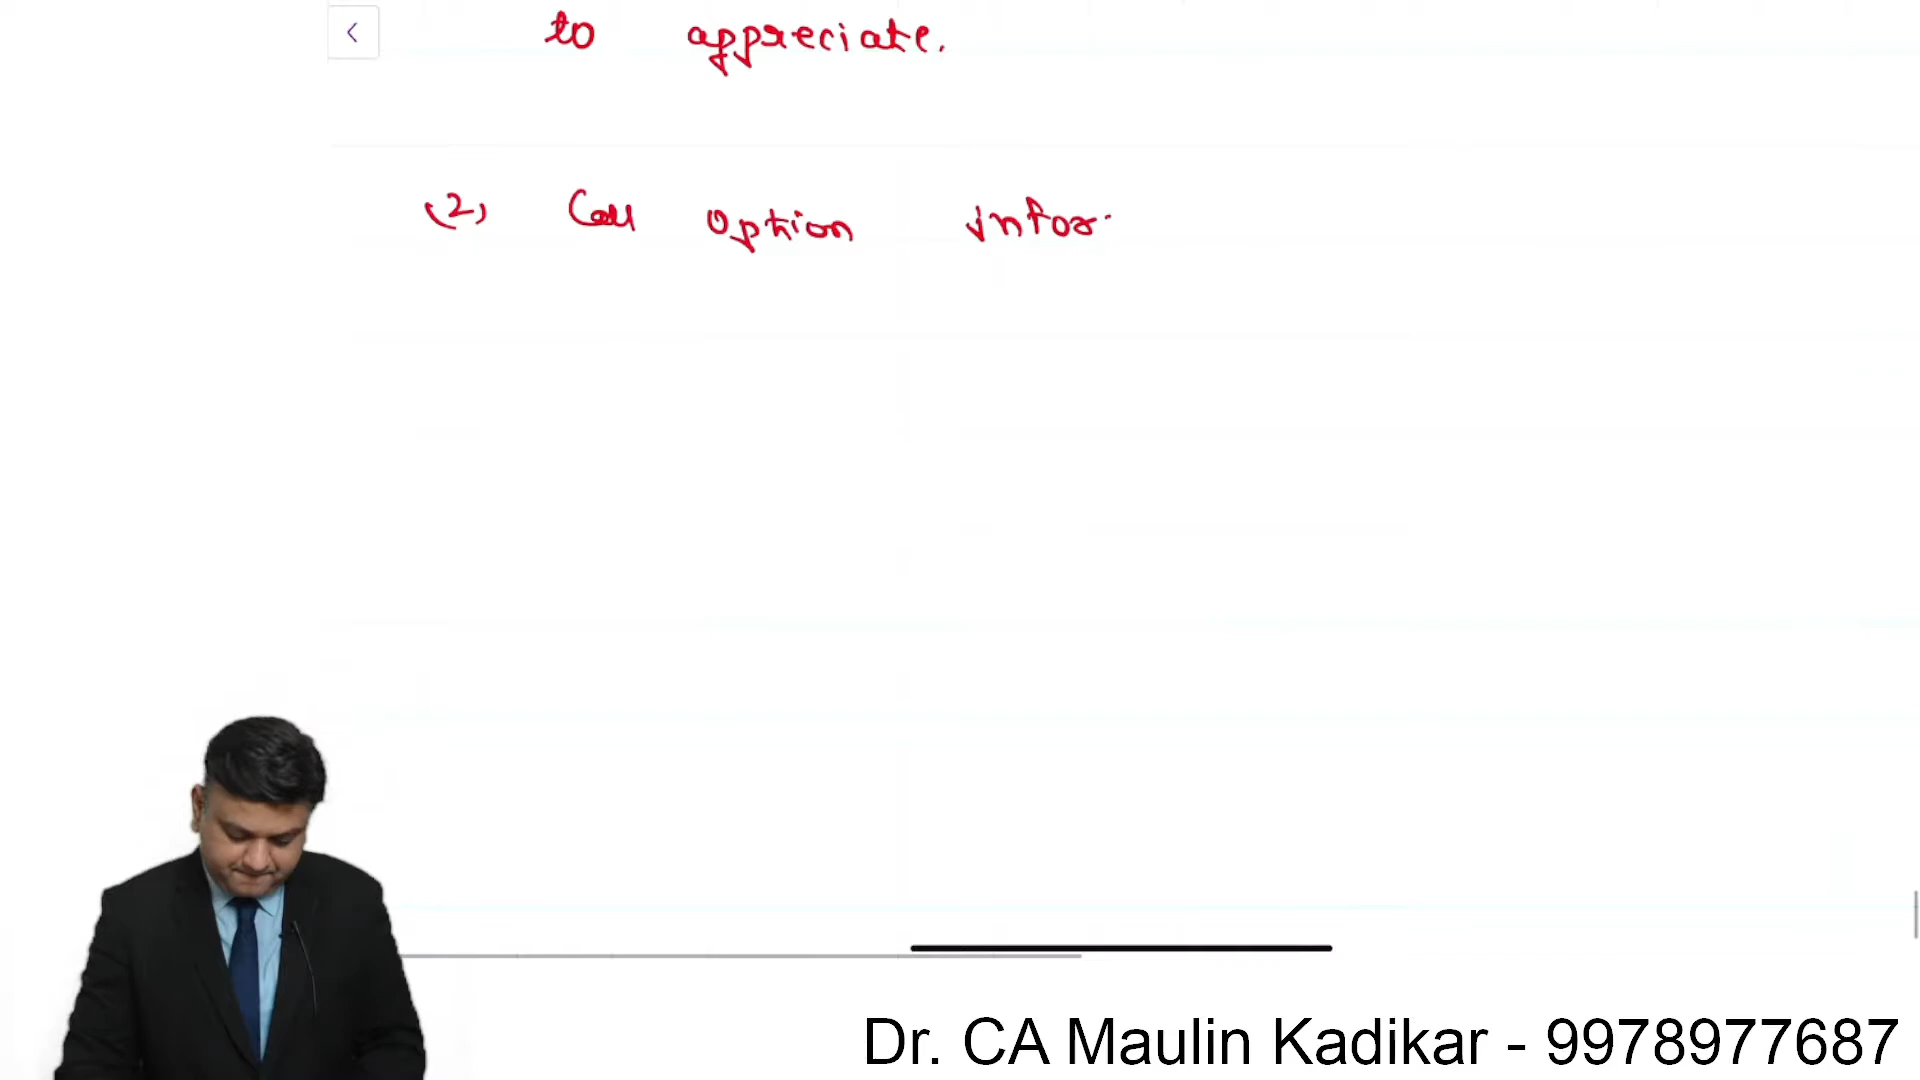 to appreciate.
(2) Call option infor.
Dr. CA Maulin Kadikar - 9978977687